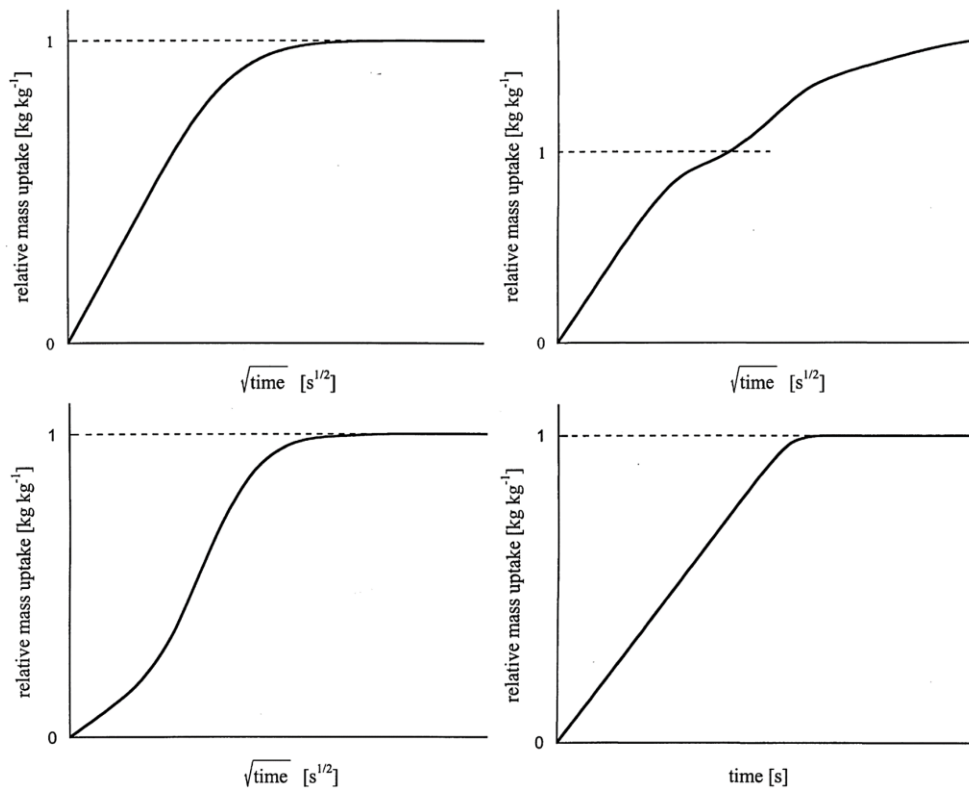 1
relative mass uptake [kg kg⁻¹]
0
√time [s^1/2]
1
relative mass uptake [kg kg⁻¹]
0
√time [s^1/2]
1
relative mass uptake [kg kg⁻¹]
0
√time [s^1/2]
1
relative mass uptake [kg kg⁻¹]
0
time [s]